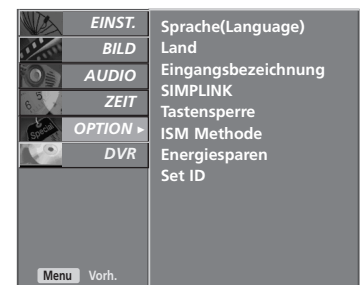 EINST.
BILD
AUDIO
ZEIT
OPTION ▸
DVR
Sprache(Language)
Land
Eingangsbezeichnung
SIMPLINK
Tastensperre
ISM Methode
Energiesparen
Set ID
Menu Vorh.